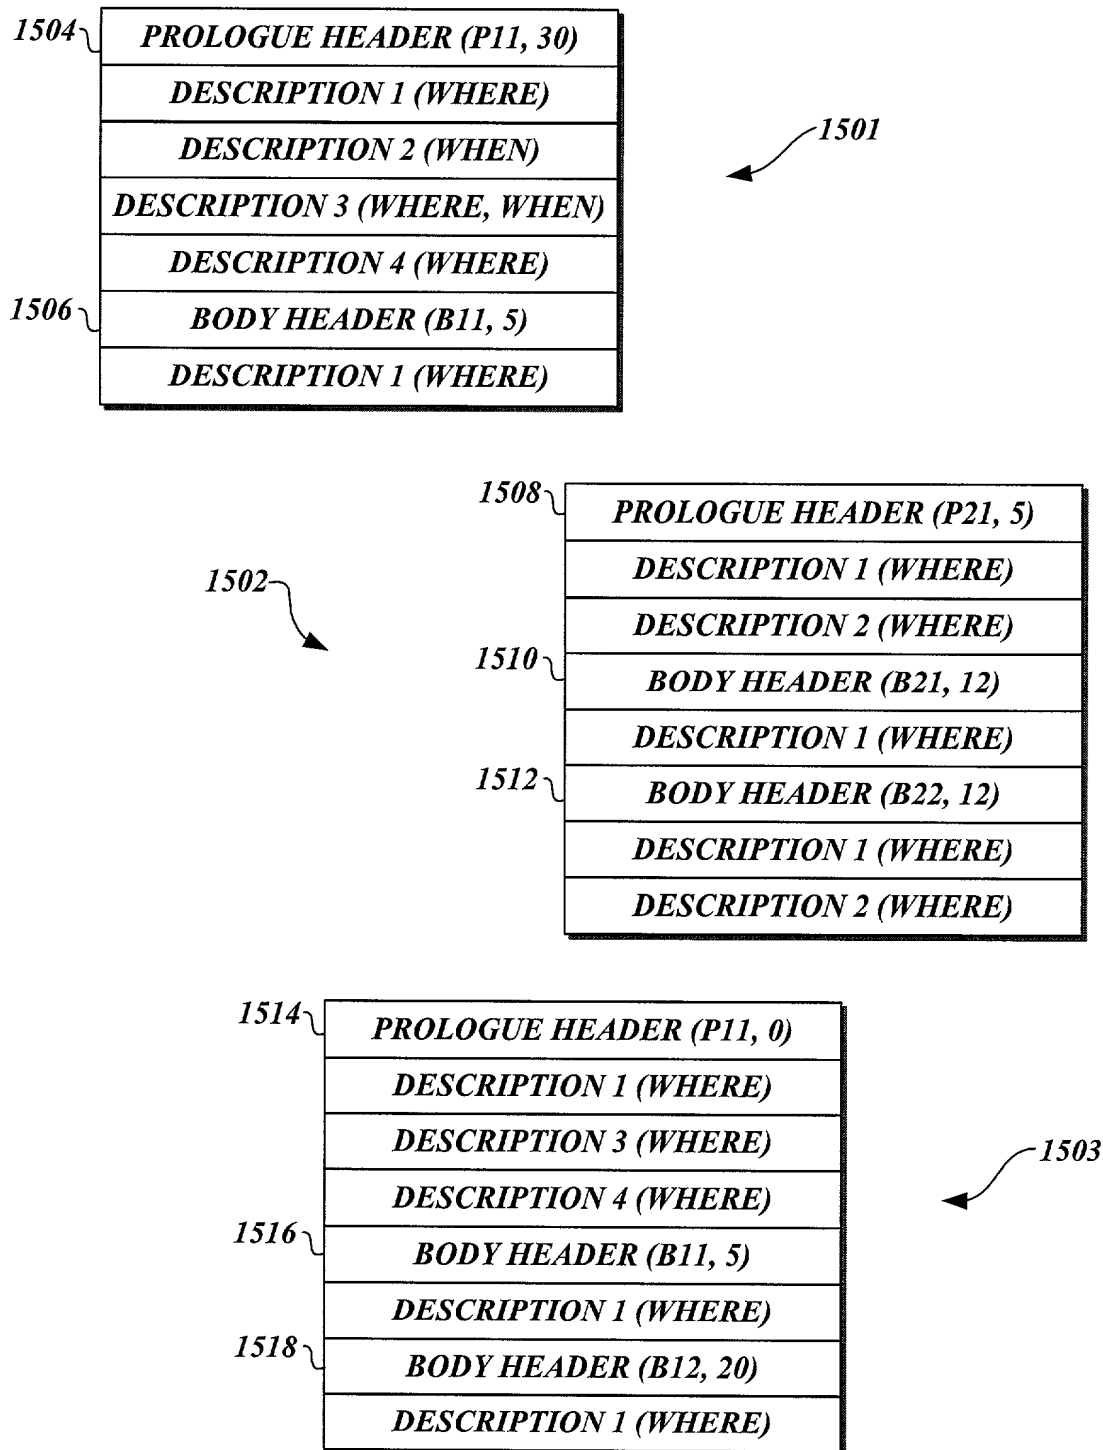 1504
PROLOGUE HEADER (P11, 30)
DESCRIPTION 1 (WHERE)
DESCRIPTION 2 (WHEN)
1501
DESCRIPTION 3 (WHERE, WHEN)
DESCRIPTION 4 (WHERE)
1506
BODY HEADER (B11, 5)
DESCRIPTION 1 (WHERE)
1508
PROLOGUE HEADER (P21, 5)
DESCRIPTION 1 (WHERE)
1502
DESCRIPTION 2 (WHERE)
1510
BODY HEADER (B21, 12)
DESCRIPTION 1 (WHERE)
1512
BODY HEADER (B22, 12)
DESCRIPTION 1 (WHERE)
DESCRIPTION 2 (WHERE)
1514
PROLOGUE HEADER (P11, 0)
DESCRIPTION 1 (WHERE)
DESCRIPTION 3 (WHERE)
1503
DESCRIPTION 4 (WHERE)
1516
BODY HEADER (B11, 5)
DESCRIPTION 1 (WHERE)
1518
BODY HEADER (B12, 20)
DESCRIPTION 1 (WHERE)